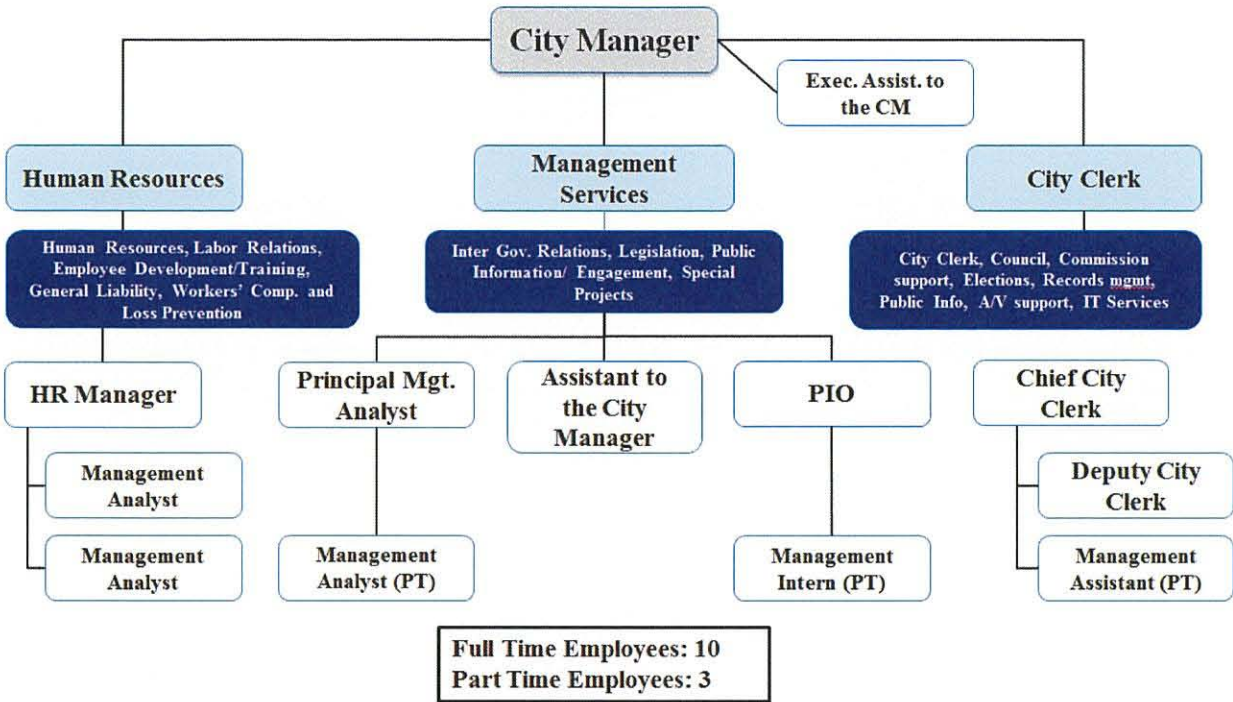 City Manager
Exec. Assist. to
the CM
Human Resources
Management
Services
City Clerk
Human Resources, Labor Relations,
Employee Development/Training,
General Liability, Workers' Comp. and
Loss Prevention
Inter Gov. Relations, Legislation, Public
Information/ Engagement, Special
Projects
City Clerk, Council, Commission
support, Elections, Records mgmt,
Public Info, A/V support, IT Services
HR Manager
Principal Mgt.
Analyst
Assistant to
the City
Manager
PIO
Chief City
Clerk
Management
Analyst
Deputy City
Clerk
Management
Analyst
Management
Analyst (PT)
Management
Intern (PT)
Management
Assistant (PT)
Full Time Employees: 10
Part Time Employees: 3